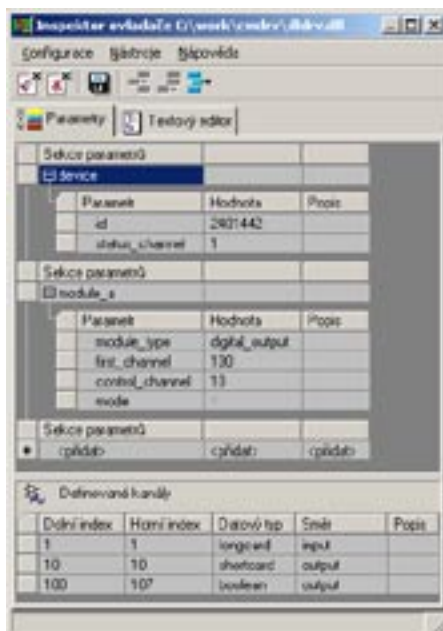 Inspektor ovladače C:\work\cwdrv\dldrv.dll
Konfigurace Nástroje Nápověda
Parametry Textový editor
Sekce parametrů
device
Parametr Hodnota Popis
id 2401442
status_channel 1
Sekce parametrů
module_a
Parametr Hodnota Popis
module_type digital_output
first_channel 130
control_channel 13
mode
Sekce parametrů
<přidat> <přidat> <přidat>
Definované kanály
Dolní index Horní index Datový typ Směr Popis
1 1 longcard input
10 10 shortcard output
100 107 boolean output